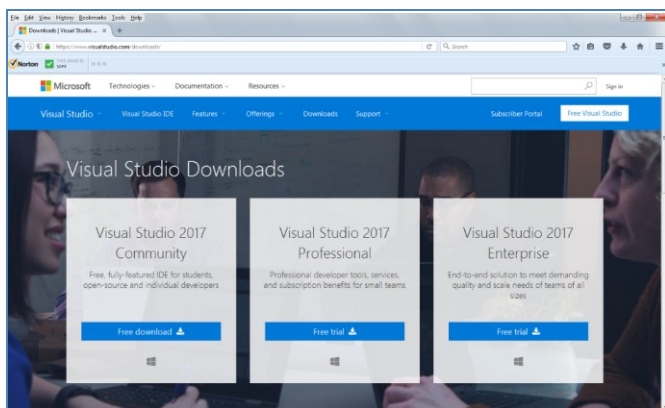 File Edit View History Bookmarks Tools Help
Downloads | Visual Studio ...
https://www.visualstudio.com/downloads/
Search
Norton THIS PAGE IS SAFE
Microsoft Technologies Documentation Resources Sign in
Visual Studio Visual Studio IDE Features Offerings Downloads Support Subscriber Portal Free Visual Studio
Visual Studio Downloads
Visual Studio 2017
Community
Free, fully-featured IDE for students,
open-source and individual developers
Free download
Visual Studio 2017
Professional
Professional developer tools, services,
and subscription benefits for small teams
Free trial
Visual Studio 2017
Enterprise
End-to-end solution to meet demanding
quality and scale needs of teams of all
sizes
Free trial